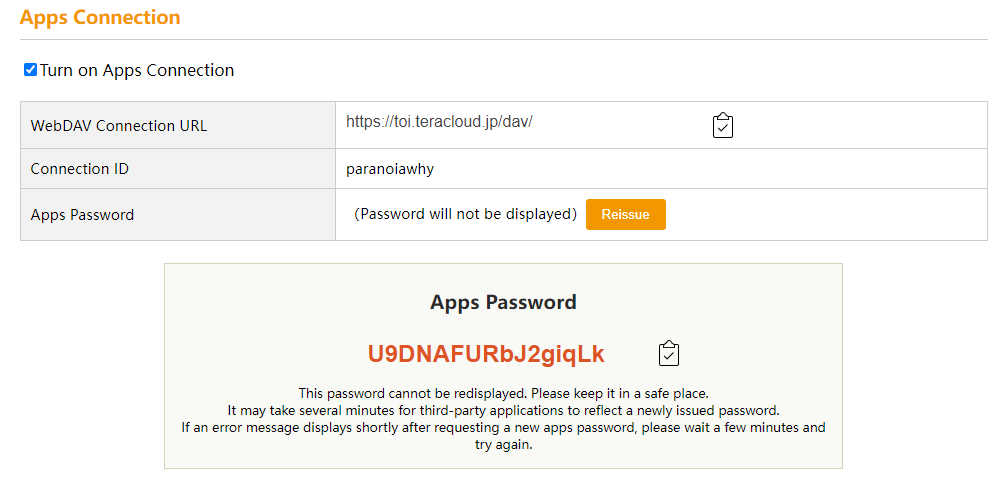 Apps Connection
Turn on Apps Connection
WebDAV Connection URL https://toi.teracloud.jp/dav/
Connection ID paranoiawhy
Apps Password (Password will not be displayed) Reissue
Apps Password
U9DNAFURbJ2giqLk
This password cannot be redisplayed. Please keep it in a safe place.
It may take several minutes for third-party applications to reflect a newly issued password.
If an error message displays shortly after requesting a new apps password, please wait a few minutes and
try again.